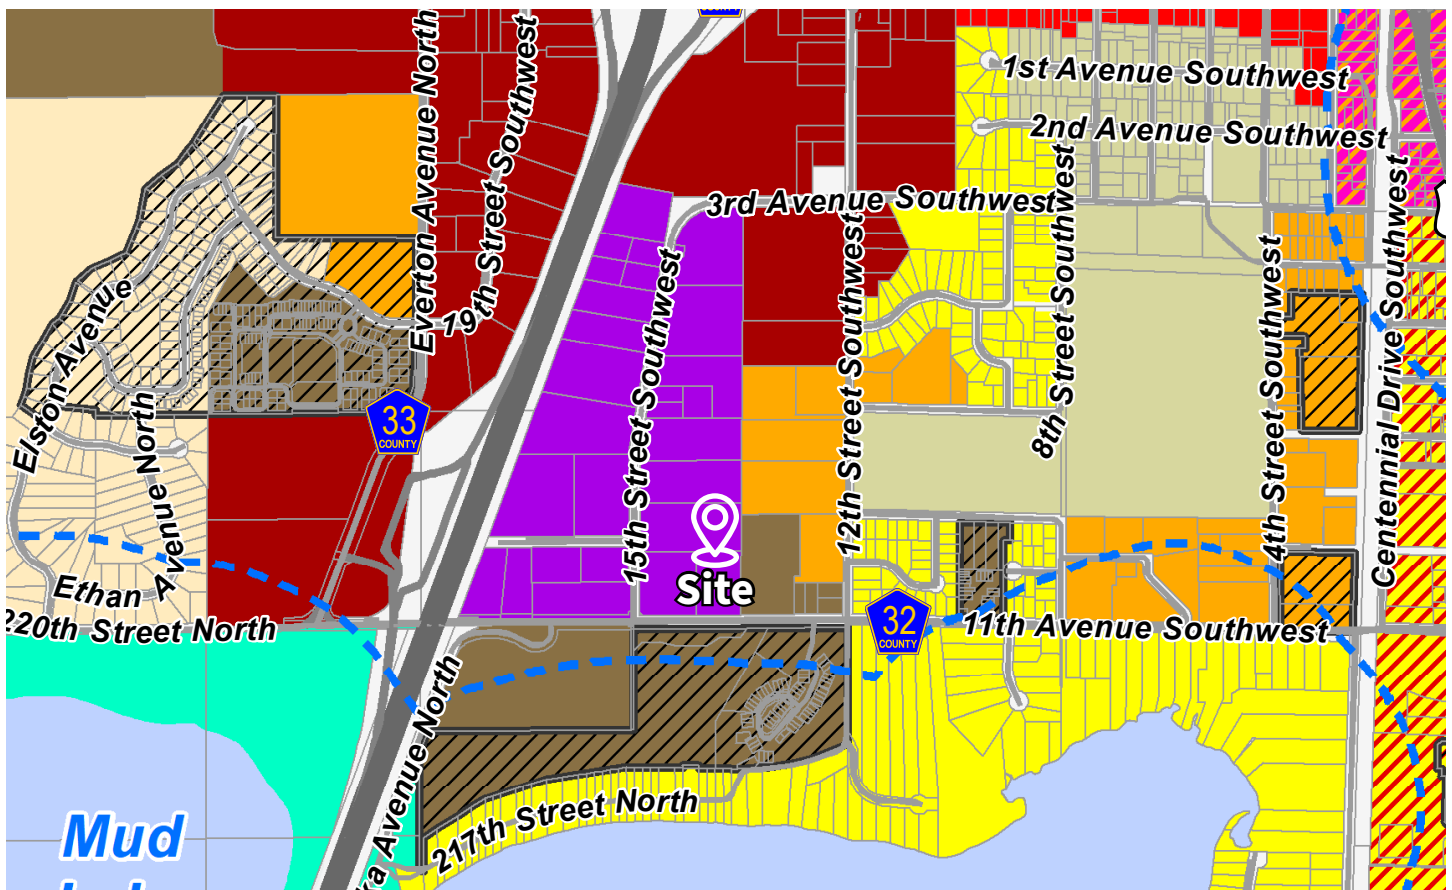 COUNTY
Everton Avenue North
19th Street Southwest
1st Avenue Southwest
2nd Avenue Southwest
3rd Avenue Southwest
Elston Avenue
Avenue North
15th Street Southwest
12th Street Southwest
8th Street Southwest
4th Street Southwest
Centennial Drive Southwest
33
COUNTY
Site
Ethan
220th Street North
32
COUNTY
11th Avenue Southwest
Avenue North
217th Street North
Mud